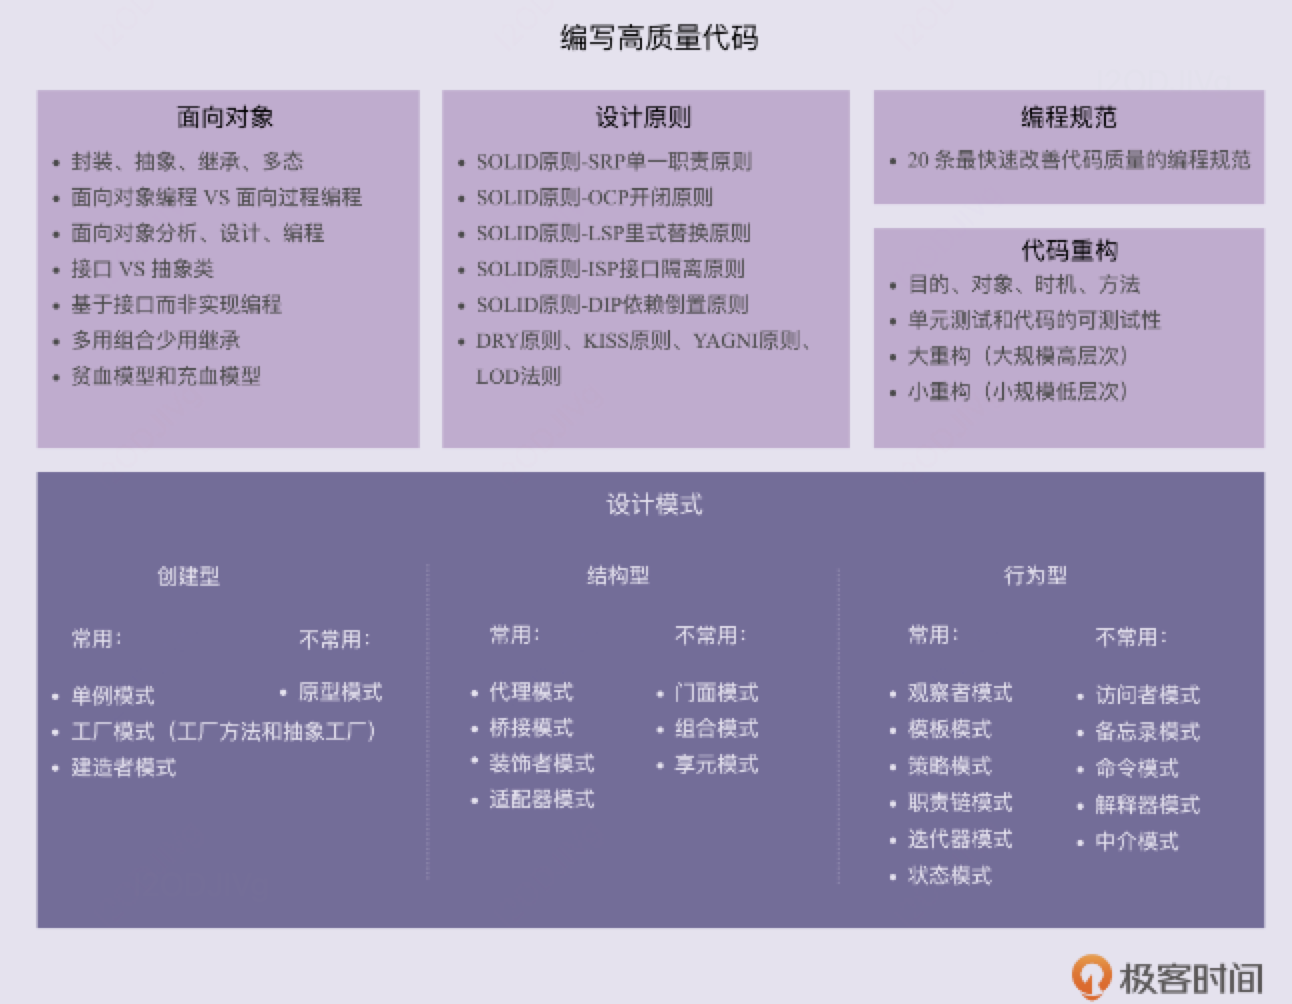 编写高质量代码
面向对象
封装、抽象、继承、多态
面向对象编程 VS 面向过程编程
面向对象分析、设计、编程
接口 VS 抽象类
基于接口而非实现编程
多用组合少用继承
贫血模型和充血模型
设计原则
SOLID原则-SRP单一职责原则
SOLID原则-OCP开闭原则
SOLID原则-LSP里式替换原则
SOLID原则-ISP接口隔离原则
SOLID原则-DIP依赖倒置原则
DRY原则、KISS原则、YAGNI原则、
LOD法则
编程规范
20 条最快速改善代码质量的编程规范
代码重构
目的、对象、时机、方法
单元测试和代码的可测试性
大重构（大规模高层次）
小重构（小规模低层次）
设计模式
创建型
常用：
单例模式
工厂模式（工厂方法和抽象工厂）
建造者模式
不常用：
原型模式
结构型
常用：
代理模式
桥接模式
装饰者模式
适配器模式
不常用：
门面模式
组合模式
享元模式
行为型
常用：
观察者模式
模板模式
策略模式
职责链模式
迭代器模式
状态模式
不常用：
访问者模式
备忘录模式
命令模式
解释器模式
中介模式
极客时间